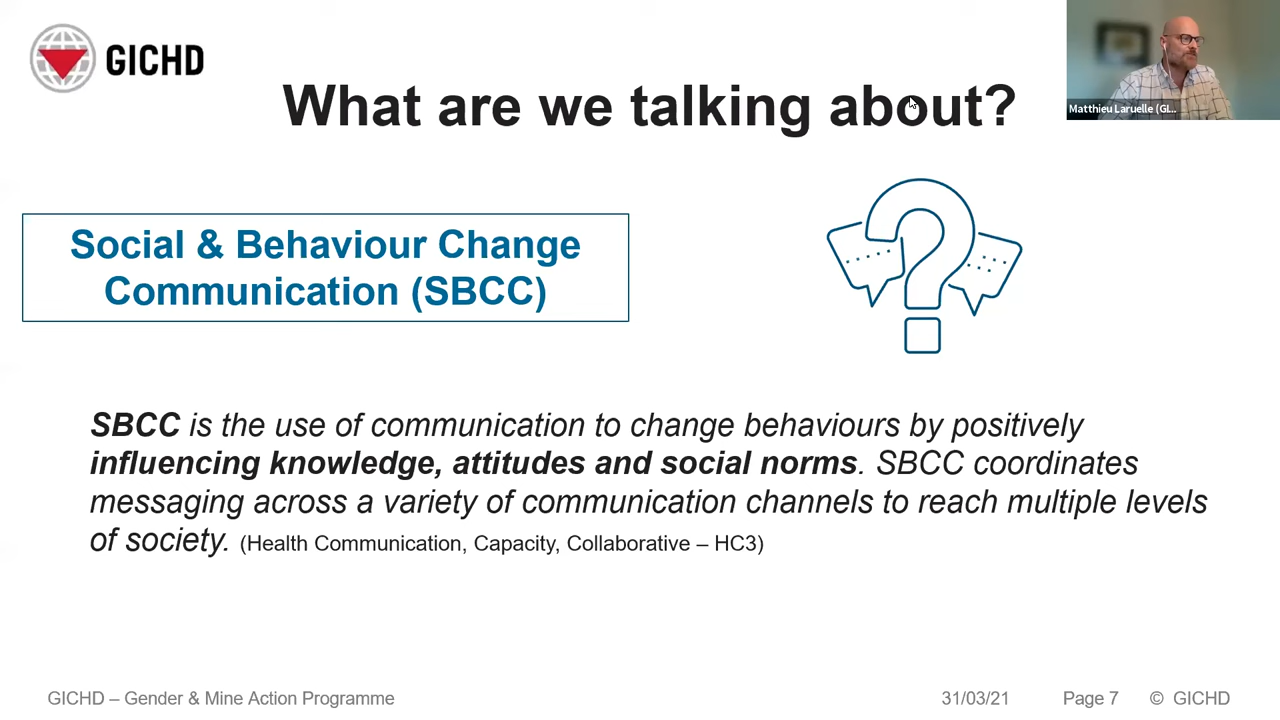 GICHD
What are we talking about?
Matthieu Laruelle (GI...
Social & Behaviour Change
Communication (SBCC)
SBCC is the use of communication to change behaviours by positively
influencing knowledge, attitudes and social norms. SBCC coordinates
messaging across a variety of communication channels to reach multiple levels
of society. (Health Communication, Capacity, Collaborative – HC3)
GICHD – Gender & Mine Action Programme
31/03/21 Page 7 © GICHD